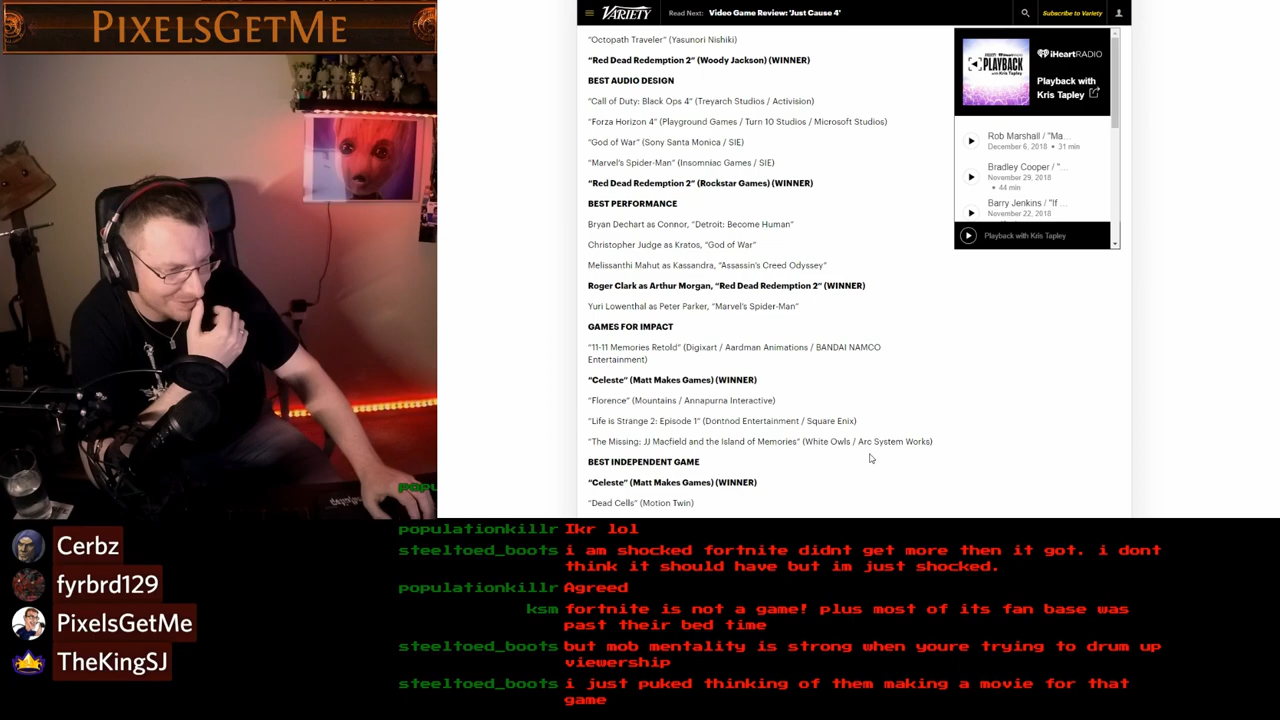 PIXELSGETME
VARIETY
Read Next: Video Game Review: 'Just Cause 4'
Subscribe to Variety
"Octopath Traveler" (Yasunori Nishiki)
"Red Dead Redemption 2" (Woody Jackson) (WINNER)
BEST AUDIO DESIGN
"Call of Duty: Black Ops 4" (Treyarch Studios / Activision)
"Forza Horizon 4" (Playground Games / Turn 10 Studios / Microsoft Studios)
"God of War" (Sony Santa Monica / SIE)
"Marvel's Spider-Man" (Insomniac Games / SIE)
"Red Dead Redemption 2" (Rockstar Games) (WINNER)
BEST PERFORMANCE
Bryan Dechart as Connor, "Detroit: Become Human"
Christopher Judge as Kratos, "God of War"
Melissanthi Mahut as Kassandra, "Assassin's Creed Odyssey"
Roger Clark as Arthur Morgan, "Red Dead Redemption 2" (WINNER)
Yuri Lowenthal as Peter Parker, "Marvel's Spider-Man"
GAMES FOR IMPACT
"11-11 Memories Retold" (Digixart / Aardman Animations / BANDAI NAMCO
Entertainment)
"Celeste" (Matt Makes Games) (WINNER)
"Florence" (Mountains / Annapurna Interactive)
"Life is Strange 2: Episode 1" (Dontnod Entertainment / Square Enix)
"The Missing: JJ Macfield and the Island of Memories" (White Owls / Arc System Works)
BEST INDEPENDENT GAME
"Celeste" (Matt Makes Games) (WINNER)
"Dead Cells" (Motion Twin)
PLAYBACK
iHeartRADIO
Playback with
Kris Tapley
Rob Marshall / "Ma...
December 6, 2018 • 31 min
Bradley Cooper / "...
November 29, 2018
• 44 min
Barry Jenkins / "If ...
November 22, 2018
Playback with Kris Tapley
popu
Cerbz
fyrbrd129
PixelsGetMe
TheKingSJ
populationkillr Ikr lol
steeltoed_boots i am shocked fortnite didnt get more then it got. i dont
think it should have but im just shocked.
populationkillr Agreed
ksm fortnite is not a game! plus most of its fan base was
past their bed time
steeltoed_boots but mob mentality is strong when youre trying to drum up
viewership
steeltoed_boots i just puked thinking of them making a movie for that
game